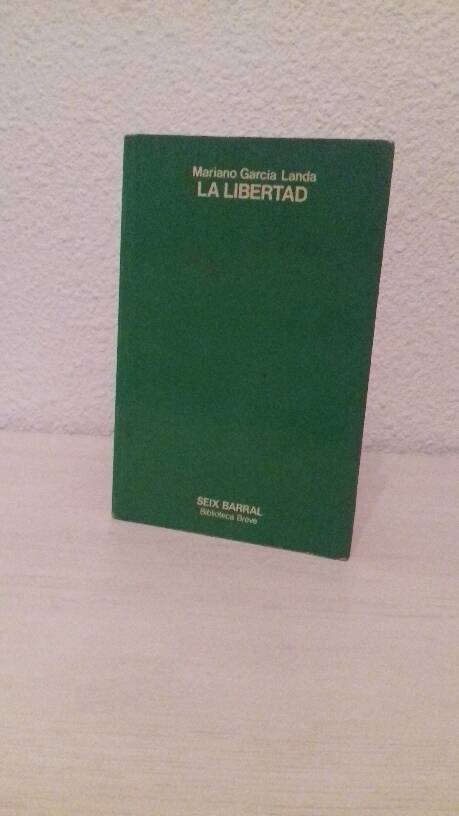 Mariano García Landa
LA LIBERTAD
SEIX BARRAL
Biblioteca Breve